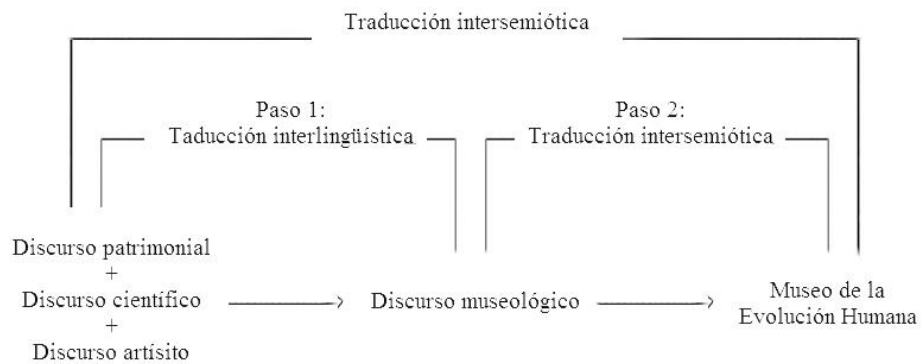 Traducción intersemiótica
Paso 1:
Taducción interlingüística
Paso 2:
Traducción intersemiótica
Discurso patrimonial
+
Discurso científico
+
Discurso artísito
Discurso museológico
Museo de la
Evolución Humana